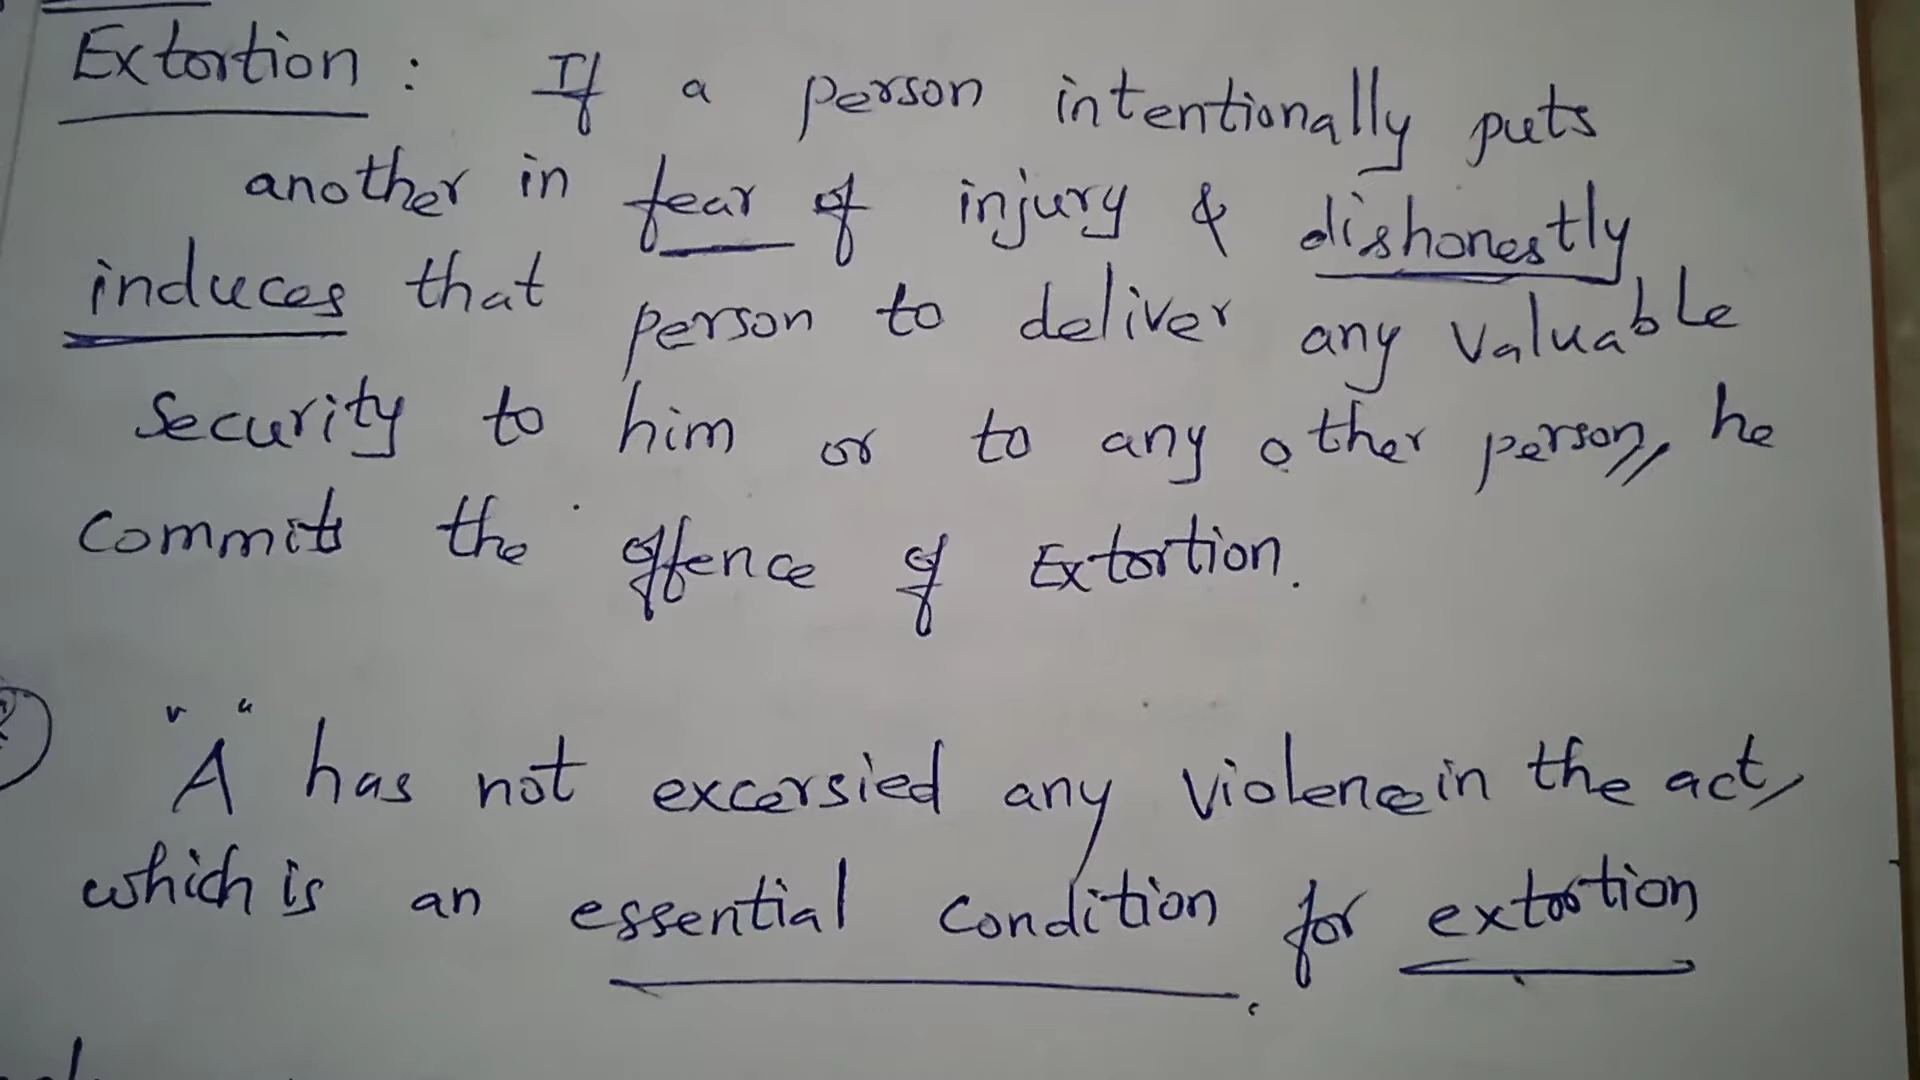 Extortion : If a person intentionally puts
another in fear of injury & dishonestly
induces that person to deliver any valuable
Security to him or to any other person, he
commits the offence of Extortion.
"A" has not excersied any violence in the act,
which is an essential condition for extortion